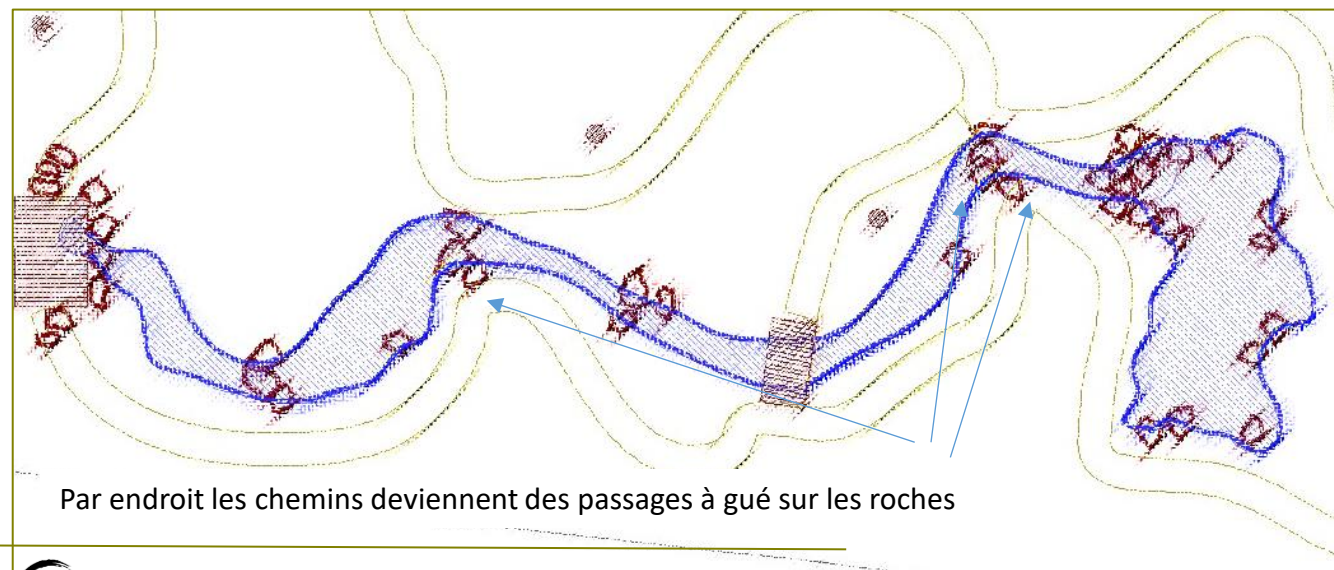 Par endroit les chemins deviennent des passages à gué sur les roches